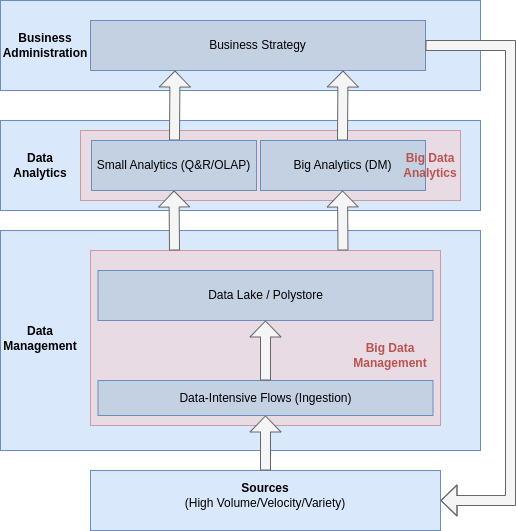 Business
Administration
Business Strategy
Data
Analytics
Small Analytics (Q&R/OLAP)
Big Analytics (DM)
Big Data
Analytics
Data
Management
Data Lake / Polystore
Big Data
Management
Data-Intensive Flows (Ingestion)
Sources
(High Volume/Velocity/Variety)